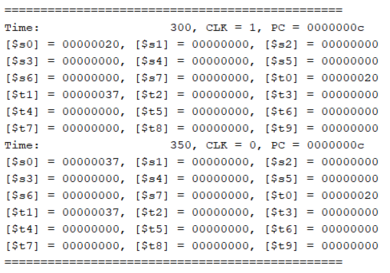 ================================================
Time:                 300, CLK = 1, PC = 0000000c
[$s0] = 00000020, [$s1] = 00000000, [$s2] = 00000000
[$s3] = 00000000, [$s4] = 00000000, [$s5] = 00000000
[$s6] = 00000000, [$s7] = 00000000, [$t0] = 00000020
[$t1] = 00000037, [$t2] = 00000000, [$t3] = 00000000
[$t4] = 00000000, [$t5] = 00000000, [$t6] = 00000000
[$t7] = 00000000, [$t8] = 00000000, [$t9] = 00000000
Time:                 350, CLK = 0, PC = 0000000c
[$s0] = 00000037, [$s1] = 00000000, [$s2] = 00000000
[$s3] = 00000000, [$s4] = 00000000, [$s5] = 00000000
[$s6] = 00000000, [$s7] = 00000000, [$t0] = 00000020
[$t1] = 00000037, [$t2] = 00000000, [$t3] = 00000000
[$t4] = 00000000, [$t5] = 00000000, [$t6] = 00000000
[$t7] = 00000000, [$t8] = 00000000, [$t9] = 00000000
================================================